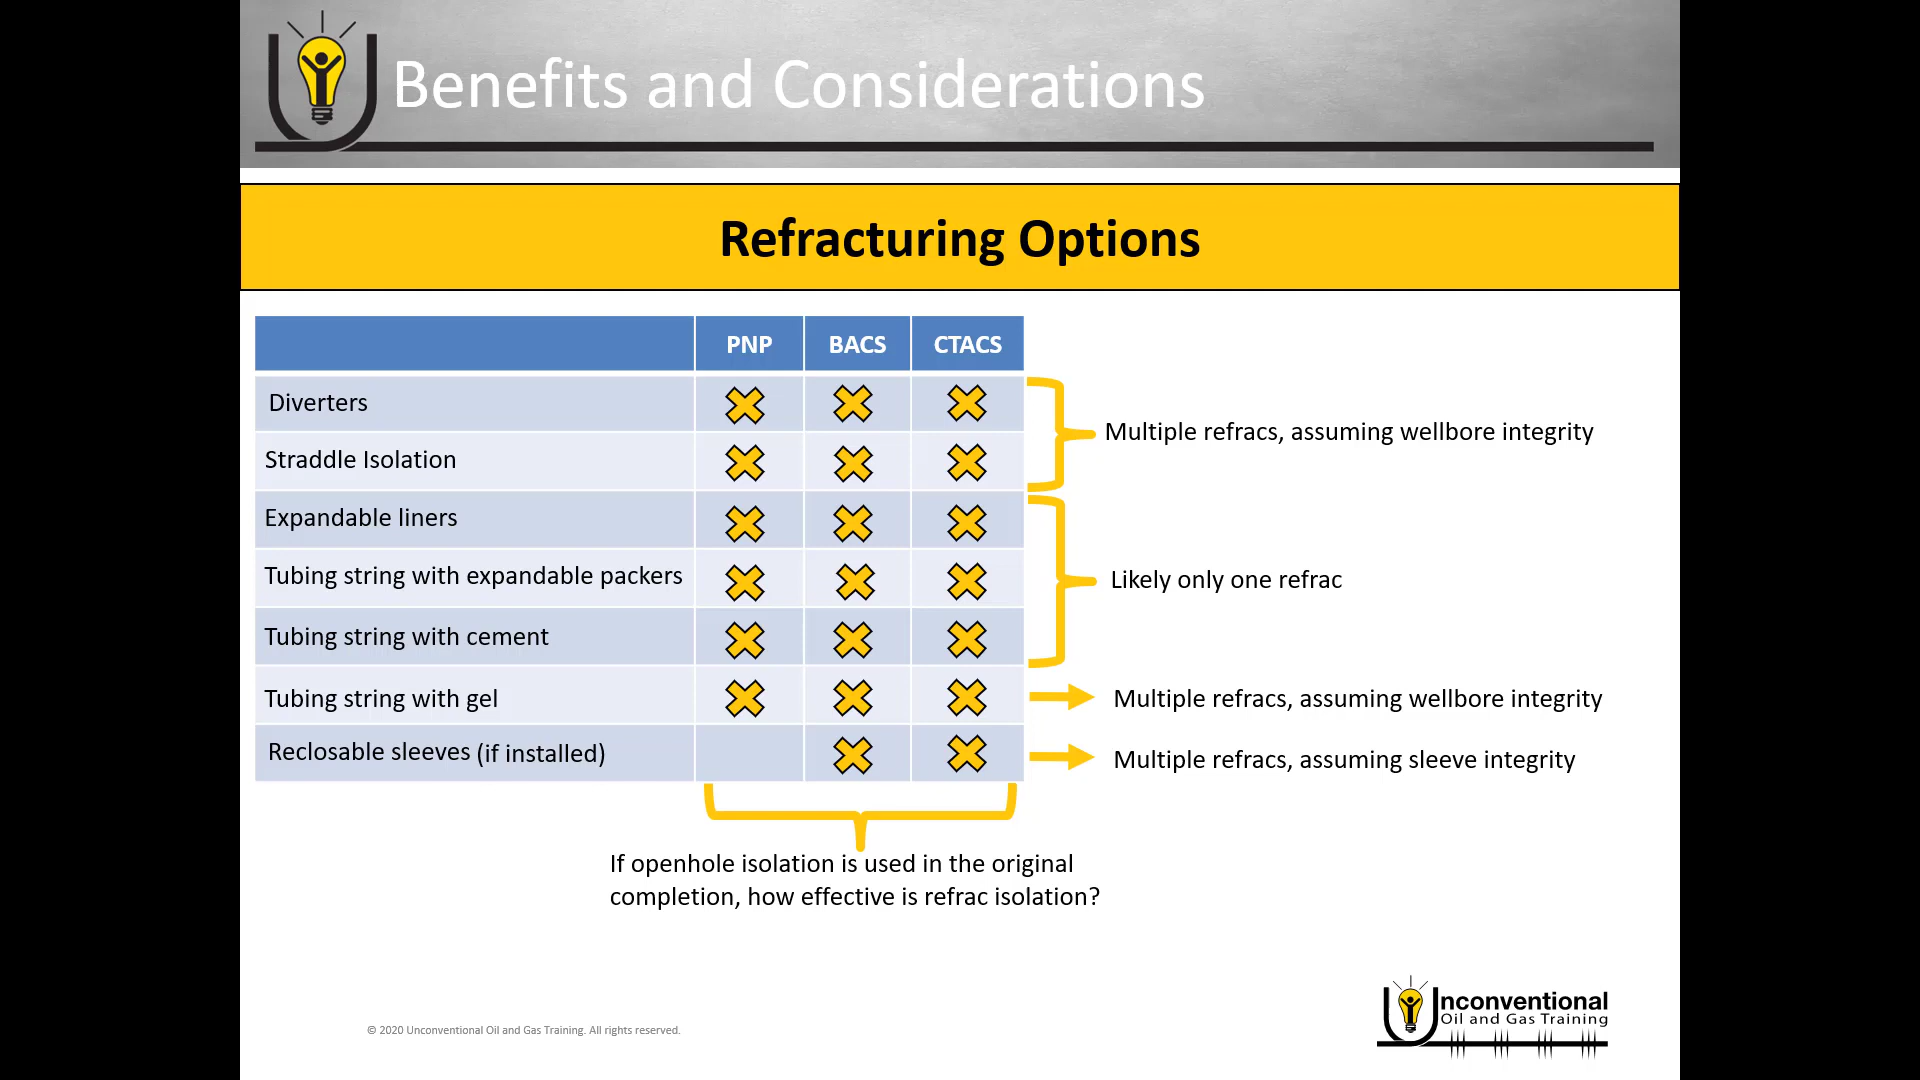 Benefits and Considerations
Refracturing Options
PNP BACS CTACS
Diverters
Straddle Isolation
Expandable liners
Tubing string with expandable packers
Tubing string with cement
Tubing string with gel
Reclosable sleeves (if installed)
Multiple refracs, assuming wellbore integrity
Likely only one refrac
Multiple refracs, assuming wellbore integrity
Multiple refracs, assuming sleeve integrity
If openhole isolation is used in the original
completion, how effective is refrac isolation?
© 2020 Unconventional Oil and Gas Training. All rights reserved.
Unconventional
Oil and Gas Training